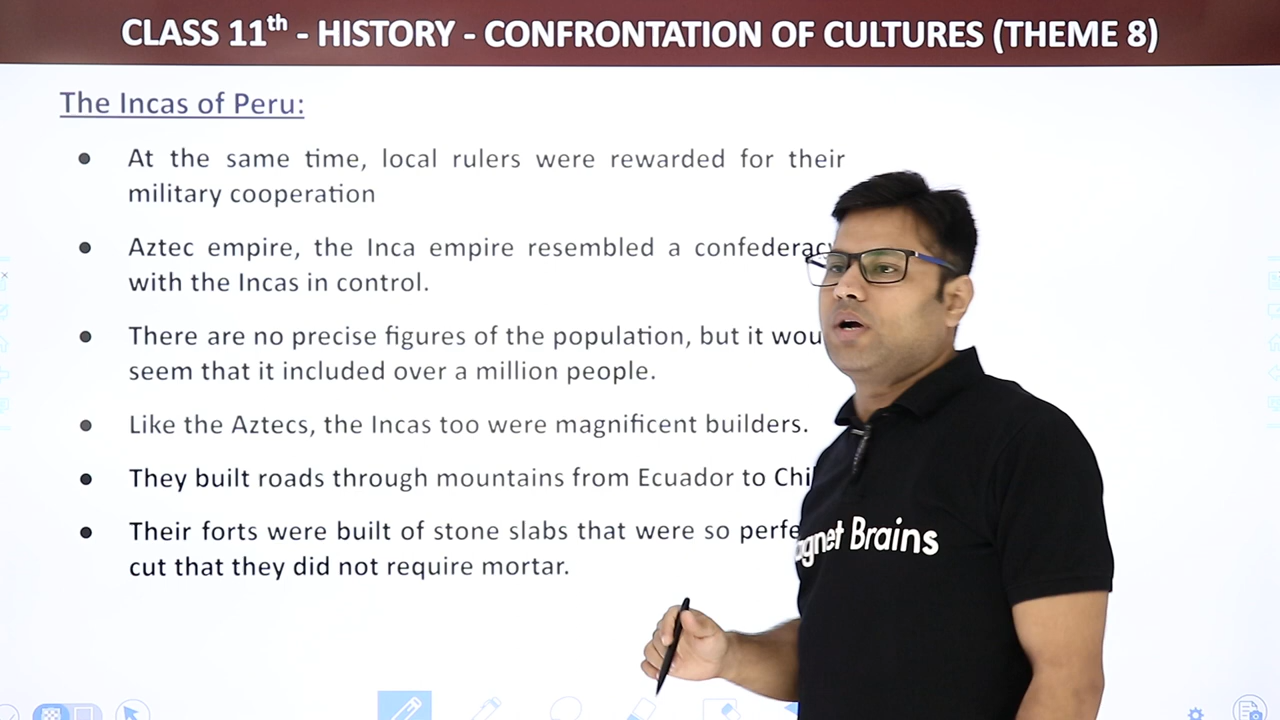 CLASS 11th - HISTORY - CONFRONTATION OF CULTURES (THEME 8)
The Incas of Peru:
● At the same time, local rulers were rewarded for their
military cooperation
● Aztec empire, the Inca empire resembled a confederacy
with the Incas in control.
● There are no precise figures of the population, but it wou
seem that it included over a million people.
● Like the Aztecs, the Incas too were magnificent builders.
● They built roads through mountains from Ecuador to Chi
● Their forts were built of stone slabs that were so perfe
cut that they did not require mortar.
agnet Brains